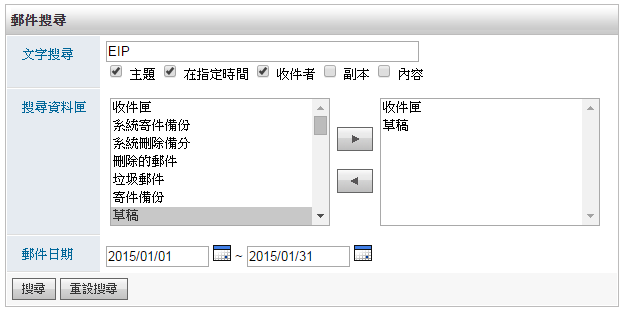 郵件搜尋
文字搜尋
EIP
主題 在指定時間 收件者 副本 內容
搜尋資料匣
收件匣
系統寄件備份
系統刪除備分
刪除的郵件
垃圾郵件
寄件備份
草稿
收件匣
草稿
郵件日期
2015/01/01 ~ 2015/01/31
搜尋 重設搜尋